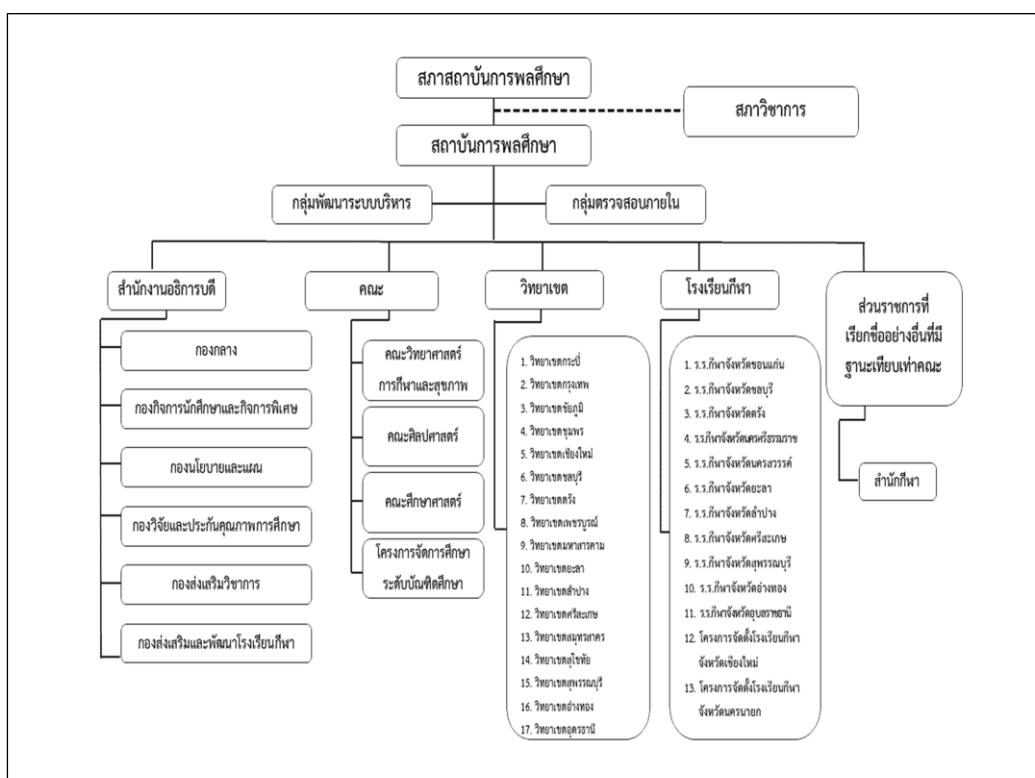 สภาสถาบันการพลศึกษา
สภาวิชาการ
สถาบันการพลศึกษา
กลุ่มพัฒนาระบบบริหาร
กลุ่มตรวจสอบภายใน
สำนักงานอธิการบดี
กองกลาง
กองกิจการนักศึกษาและกิจการพิเศษ
กองนโยบายและแผน
กองวิจัยและประกันคุณภาพการศึกษา
กองส่งเสริมวิชาการ
กองส่งเสริมและพัฒนาโรงเรียนกีฬา
คณะ
คณะวิทยาศาสตร์
การกีฬาและสุขภาพ
คณะศิลปศาสตร์
คณะศึกษาศาสตร์
โครงการจัดการศึกษา
ระดับบัณฑิตศึกษา
วิทยาเขต
1. วิทยาเขตกระบี่
2. วิทยาเขตกรุงเทพ
3. วิทยาเขตชัยภูมิ
4. วิทยาเขตชุมพร
5. วิทยาเขตเชียงใหม่
6. วิทยาเขตชลบุรี
7. วิทยาเขตตรัง
8. วิทยาเขตเพชรบูรณ์
9. วิทยาเขตมหาสารคาม
10. วิทยาเขตยะลา
11. วิทยาเขตลำปาง
12. วิทยาเขตศรีสะเกษ
13. วิทยาเขตสมุทรสาคร
14. วิทยาเขตสุโขทัย
15. วิทยาเขตสุพรรณบุรี
16. วิทยาเขตอ่างทอง
17. วิทยาเขตอุดรธานี
โรงเรียนกีฬา
1. ร.ร.กีฬาจังหวัดขอนแก่น
2. ร.ร.กีฬาจังหวัดชลบุรี
3. ร.ร.กีฬาจังหวัดตรัง
4. ร.ร.กีฬาจังหวัดนครศรีธรรมราช
5. ร.ร.กีฬาจังหวัดนครสวรรค์
6. ร.ร.กีฬาจังหวัดยะลา
7. ร.ร.กีฬาจังหวัดลำปาง
8. ร.ร.กีฬาจังหวัดศรีสะเกษ
9. ร.ร.กีฬาจังหวัดสุพรรณบุรี
10. ร.ร.กีฬาจังหวัดอ่างทอง
11. ร.ร.กีฬาจังหวัดอุบลราชธานี
12. โครงการจัดตั้งโรงเรียนกีฬา
จังหวัดเชียงใหม่
13. โครงการจัดตั้งโรงเรียนกีฬา
จังหวัดนครนายก
ส่วนราชการที่
เรียกชื่ออย่างอื่นที่มี
ฐานะเทียบเท่าคณะ
สำนักกีฬา